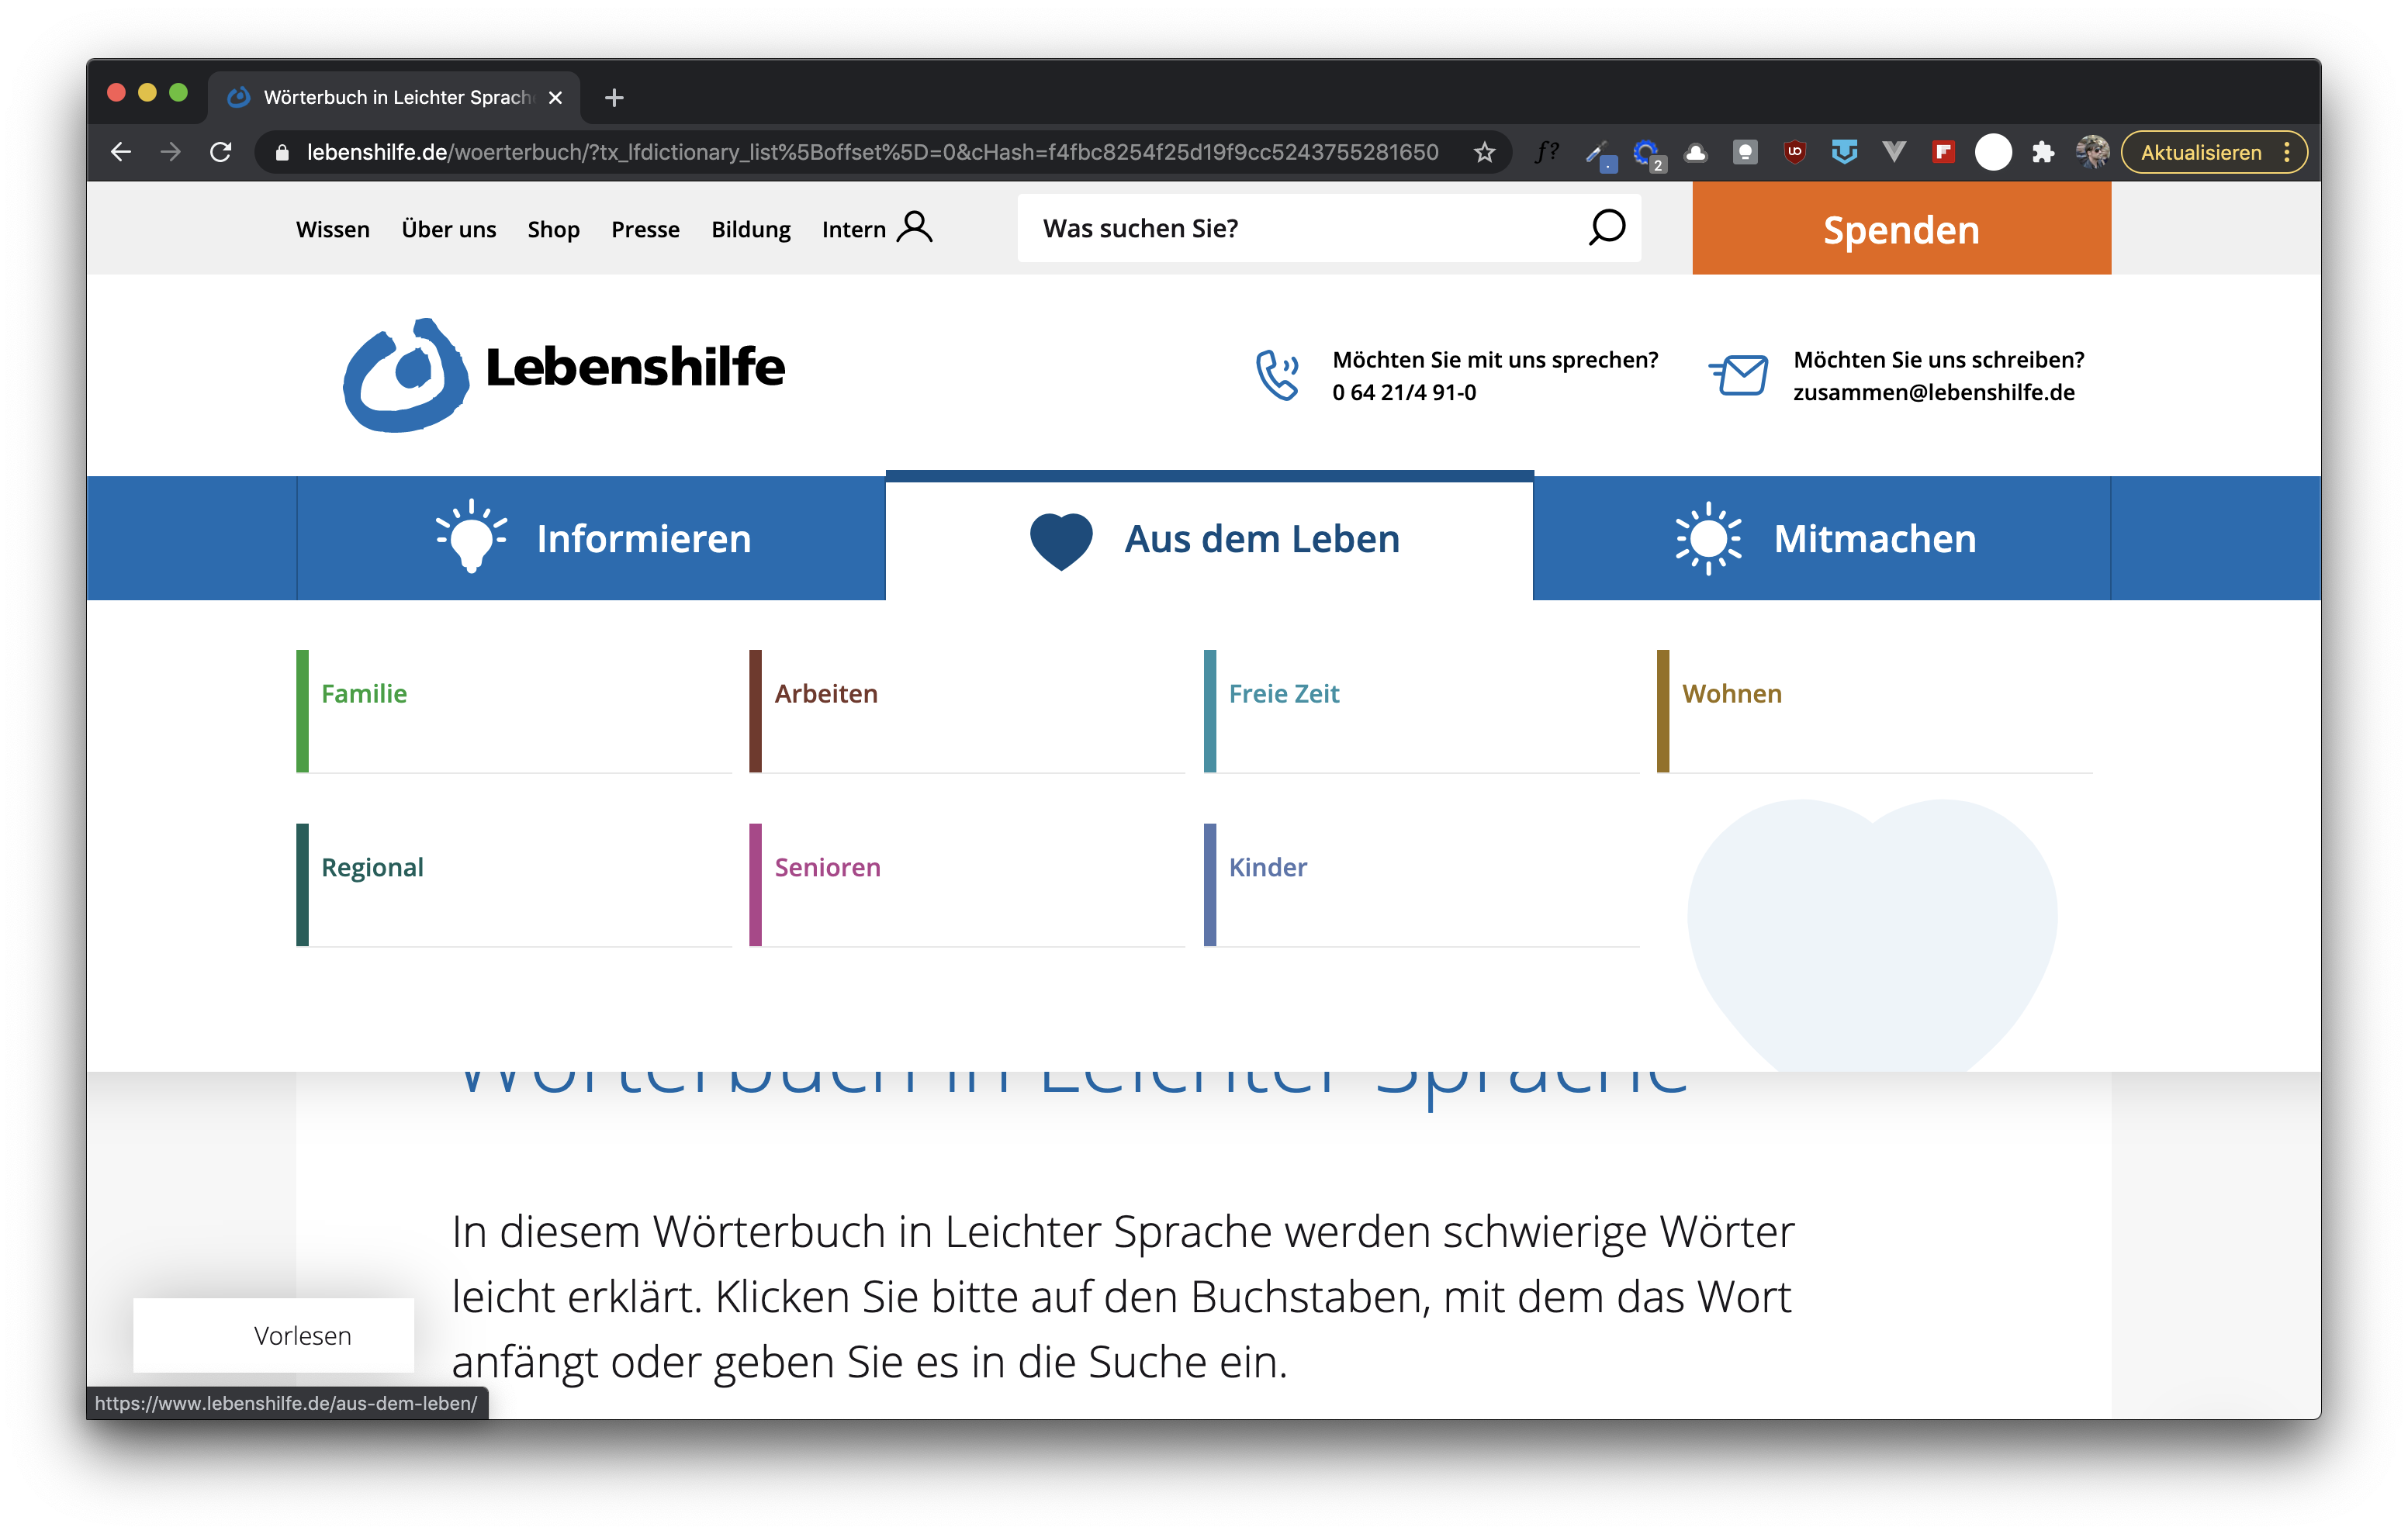 Wörterbuch in Leichter Sprach
lebenshilfe.de/woerterbuch/?tx_lfdictionary_list%5Boffset%5D=0&cHash=f4fbc8254f25d19f9cc5243755281650
f?
2
Aktualisieren
Wissen Über uns Shop Presse Bildung Intern
Was suchen Sie?
Spenden
Lebenshilfe
Möchten Sie mit uns sprechen?
0 64 21/4 91-0
Möchten Sie uns schreiben?
zusammen@lebenshilfe.de
Informieren
Aus dem Leben
Mitmachen
Familie
Arbeiten
Freie Zeit
Wohnen
Regional
Senioren
Kinder
Wörterbuch in Leichter Sprache
In diesem Wörterbuch in Leichter Sprache werden schwierige Wörter
leicht erklärt. Klicken Sie bitte auf den Buchstaben, mit dem das Wort
anfängt oder geben Sie es in die Suche ein.
Vorlesen
https://www.lebenshilfe.de/aus-dem-leben/